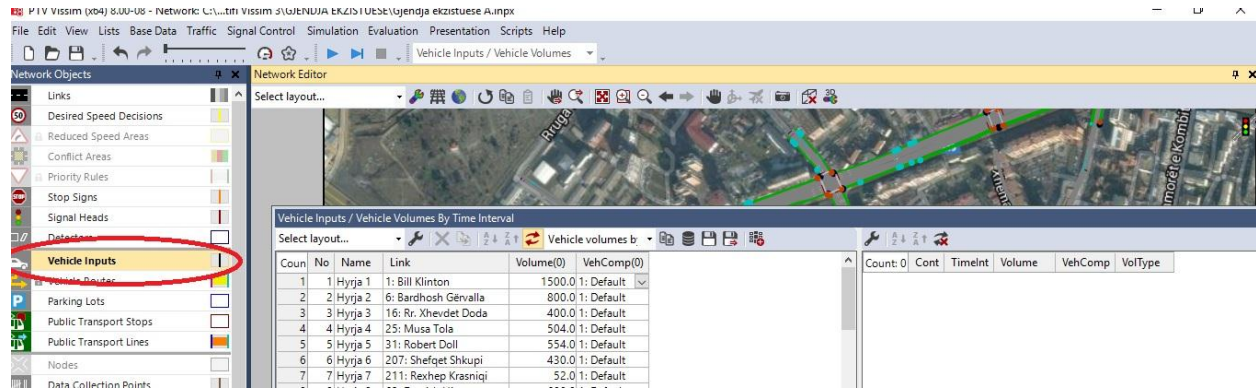 PTV Vissim (x64) 8.00-08 - Network: C:\...tifi Vissim 3\GJENDJA EKZISTUESE\Gjendja ekzistuese A.inpx
File Edit View Lists Base Data Traffic Signal Control Simulation Evaluation Presentation Scripts Help
Vehicle Inputs / Vehicle Volumes
Network Objects
Network Editor
Links
Select layout...
Desired Speed Decisions
Reduced Speed Areas
Conflict Areas
Priority Rules
Stop Signs
Signal Heads
Detectors
Vehicle Inputs
Vehicle Routes
Parking Lots
Public Transport Stops
Public Transport Lines
Nodes
Data Collection Points
50
STOP
P
3D
Rruga
Vehicle Inputs / Vehicle Volumes By Time Interval
Select layout... Vehicle volumes b
Coun No Name Link Volume(0) VehComp(0)
1 1 Hyrja 1 1: Bill Klinton 1500.0 1: Default
2 2 Hyrja 2 6: Bardhosh Gërvalla 800.0 1: Default
3 3 Hyrja 3 16: Rr. Xhevdet Doda 400.0 1: Default
4 4 Hyrja 4 25: Musa Tola 504.0 1: Default
5 5 Hyrja 5 31: Robert Doll 554.0 1: Default
6 6 Hyrja 6 207: Shefqet Shkupi 430.0 1: Default
7 7 Hyrja 7 211: Rexhep Krasniqi 52.0 1: Default
Count: 0 Cont TimeInt Volume VehComp VolType